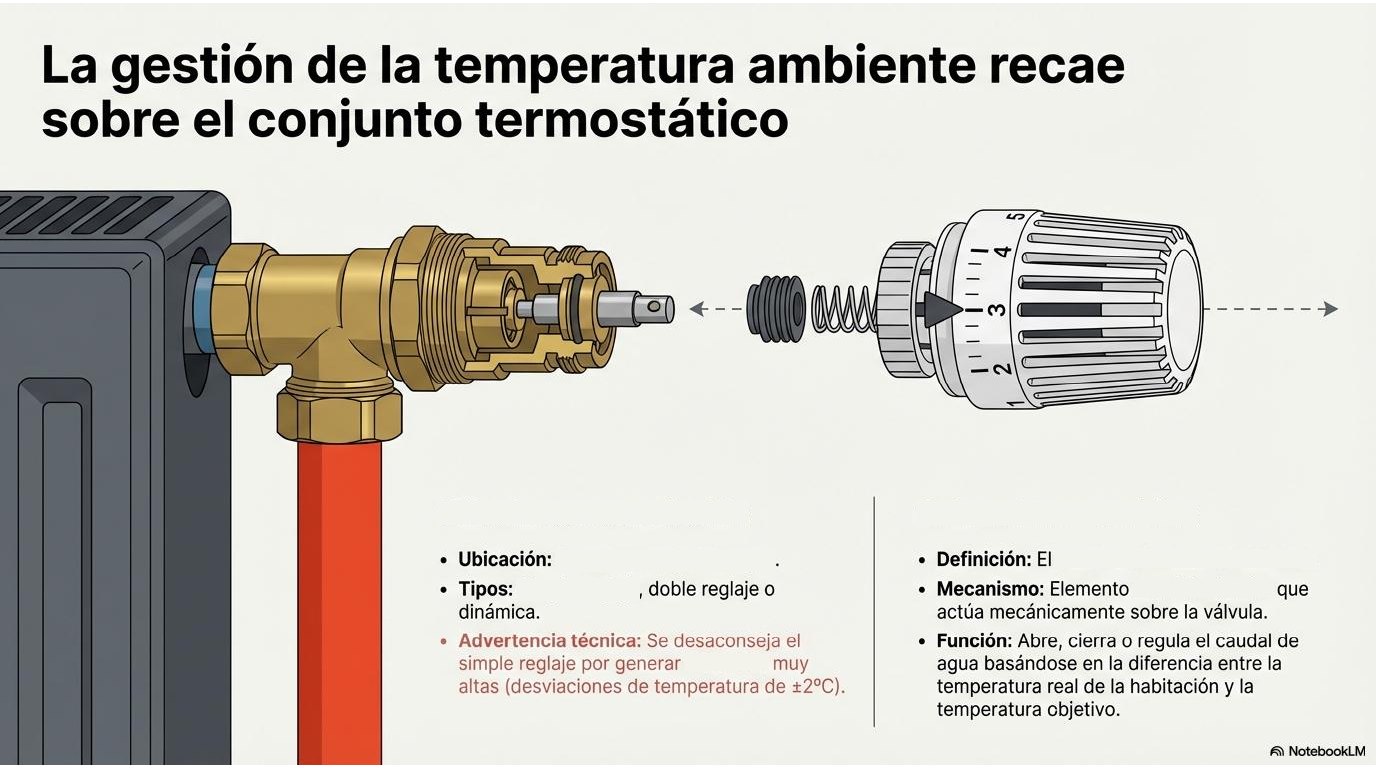 La gestión de la temperatura ambiente recae
sobre el conjunto termostático
5
4
3
2
1
• Ubicación: .
• Tipos: , doble reglaje o
dinámica.
• Advertencia técnica: Se desaconseja el
simple reglaje por generar muy
altas (desviaciones de temperatura de ±2ºC).
• Definición: El
• Mecanismo: Elemento que
actúa mecánicamente sobre la válvula.
• Función: Abre, cierra o regula el caudal de
agua basándose en la diferencia entre la
temperatura real de la habitación y la
temperatura objetivo.
NotebookLM